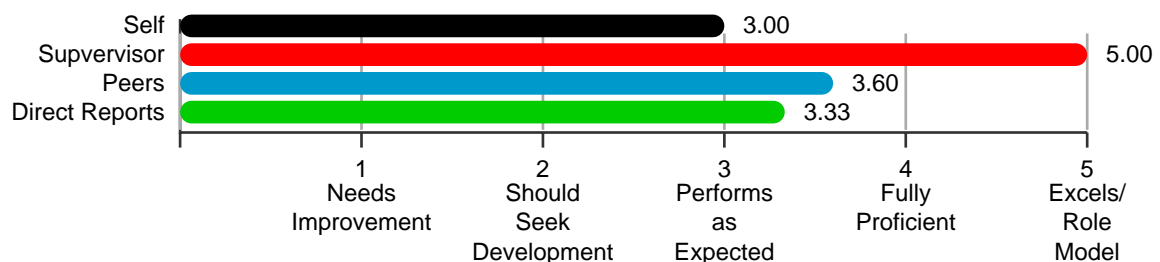 Self 3.00
Supvervisor 5.00
Peers 3.60
Direct Reports 3.33
1 2 3 4 5
Needs Should Performs Fully Excels/
Improvement Seek as Proficient Role
Development Expected Model